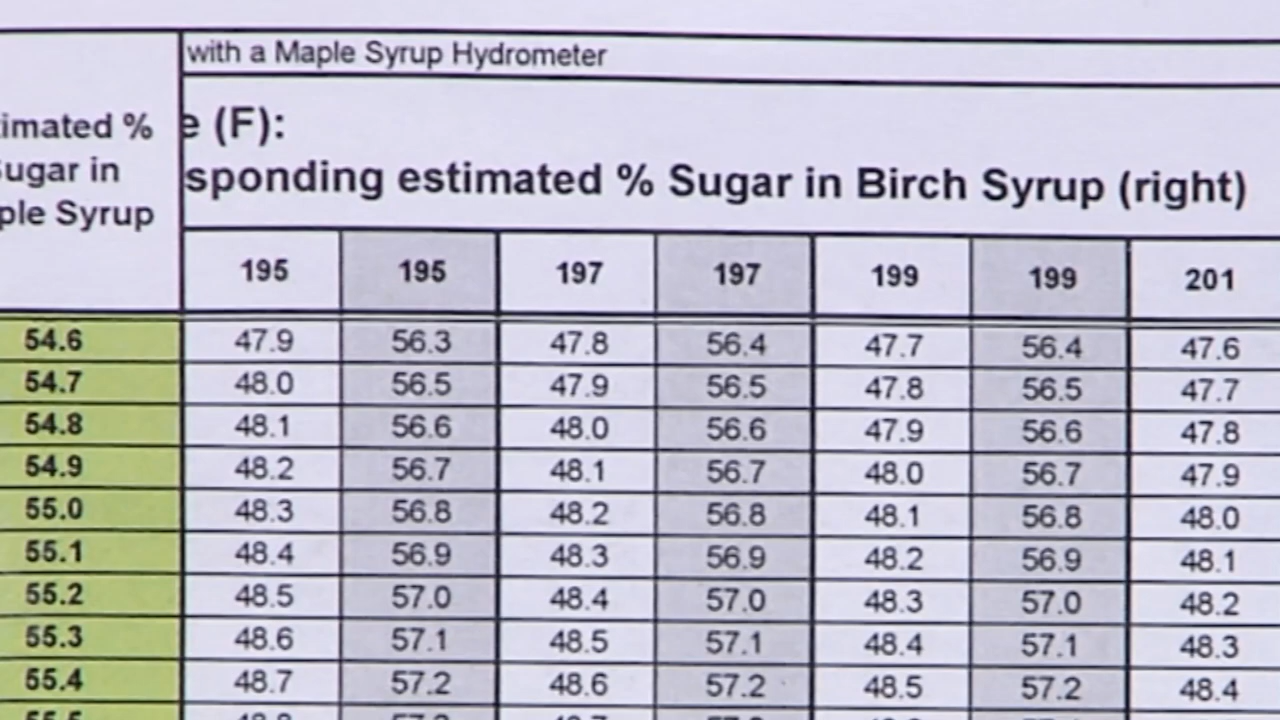 with a Maple Syrup Hydrometer
imated %
ugar in
ple Syrup
e (F):
sponding estimated % Sugar in Birch Syrup (right)
195 195 197 197 199 199 201
54.6 47.9 56.3 47.8 56.4 47.7 56.4 47.6
54.7 48.0 56.5 47.9 56.5 47.8 56.5 47.7
54.8 48.1 56.6 48.0 56.6 47.9 56.6 47.8
54.9 48.2 56.7 48.1 56.7 48.0 56.7 47.9
55.0 48.3 56.8 48.2 56.8 48.1 56.8 48.0
55.1 48.4 56.9 48.3 56.9 48.2 56.9 48.1
55.2 48.5 57.0 48.4 57.0 48.3 57.0 48.2
55.3 48.6 57.1 48.5 57.1 48.4 57.1 48.3
55.4 48.7 57.2 48.6 57.2 48.5 57.2 48.4